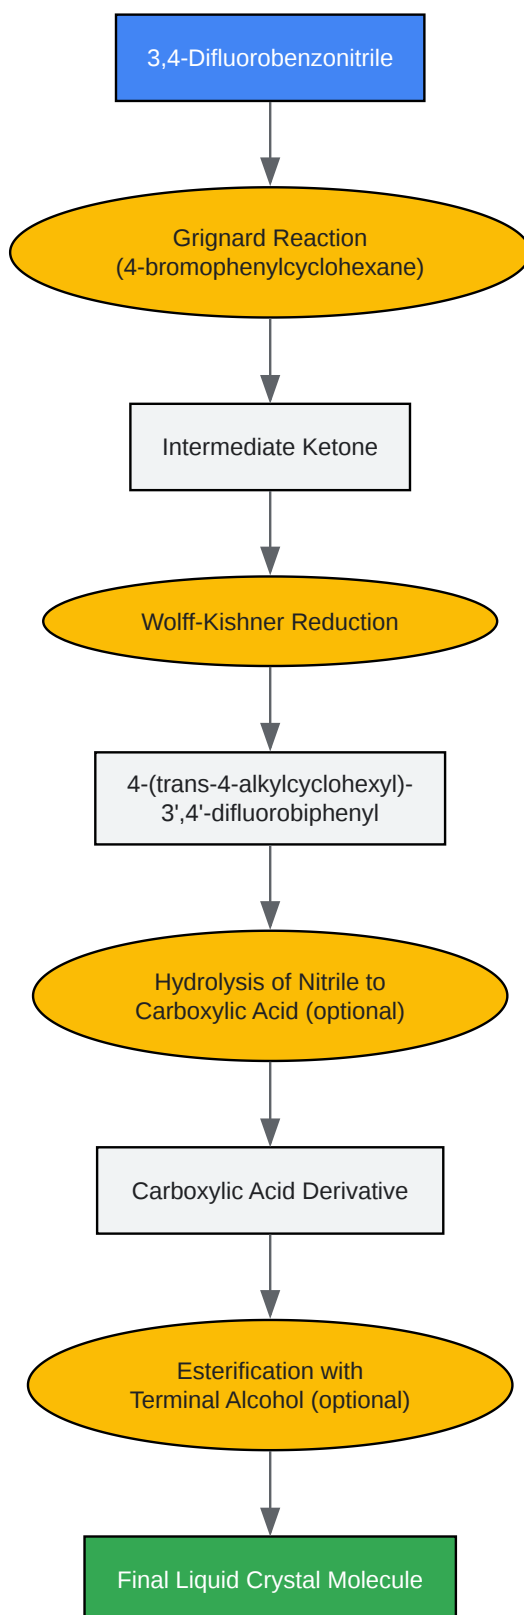 3,4-Difluorobenzonitrile
Grignard Reaction
(4-bromophenylcyclohexane)
Intermediate Ketone
Wolff-Kishner Reduction
4-(trans-4-alkylcyclohexyl)-
3',4'-difluorobiphenyl
Hydrolysis of Nitrile to
Carboxylic Acid (optional)
Carboxylic Acid Derivative
Esterification with
Terminal Alcohol (optional)
Final Liquid Crystal Molecule